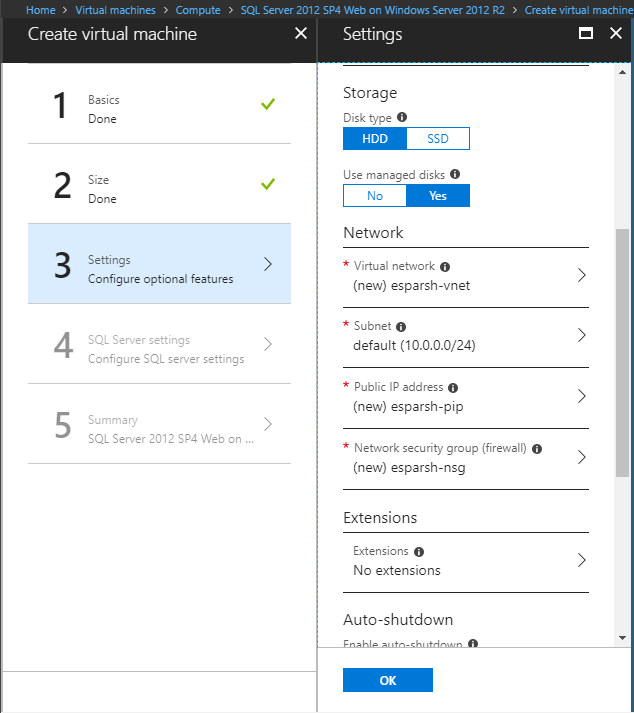 Home > Virtual machines > Compute > SQL Server 2012 SP4 Web on Windows Server 2012 R2 > Create virtual machine
Create virtual machine
1
Basics
Done
2
Size
Done
3
Settings
Configure optional features
4
SQL Server settings
Configure SQL server settings
5
Summary
SQL Server 2012 SP4 Web on ...
Settings
Storage
Disk type
HDD SSD
Use managed disks
No Yes
Network
* Virtual network
(new) esparsh-vnet
* Subnet
default (10.0.0.0/24)
* Public IP address
(new) esparsh-pip
* Network security group (firewall)
(new) esparsh-nsg
Extensions
Extensions
No extensions
Auto-shutdown
Enable auto-shutdown
OK